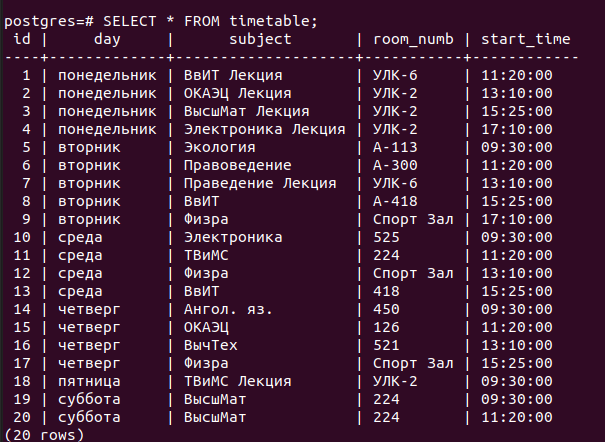 postgres=# SELECT * FROM timetable;
 id |     day     |       subject       | room_numb | start_time
----+-------------+---------------------+-----------+------------
  1 | понедельник | ВвИТ Лекция         | УЛК-6     | 11:20:00
  2 | понедельник | ОКАЭЦ Лекция        | УЛК-2     | 13:10:00
  3 | понедельник | ВысшМат Лекция      | УЛК-2     | 15:25:00
  4 | понедельник | Электроника Лекция  | УЛК-2     | 17:10:00
  5 | вторник     | Экология            | А-113     | 09:30:00
  6 | вторник     | Правоведение        | А-300     | 11:20:00
  7 | вторник     | Праведение Лекция   | УЛК-6     | 13:10:00
  8 | вторник     | ВвИТ                | А-418     | 15:25:00
  9 | вторник     | Физра               | Спорт Зал | 17:10:00
 10 | среда       | Электроника         | 525       | 09:30:00
 11 | среда       | ТВиМС               | 224       | 11:20:00
 12 | среда       | Физра               | Спорт Зал | 13:10:00
 13 | среда       | ВвИТ                | 418       | 15:25:00
 14 | четверг     | Ангол. яз.          | 450       | 09:30:00
 15 | четверг     | ОКАЭЦ               | 126       | 11:20:00
 16 | четверг     | ВычТех              | 521       | 13:10:00
 17 | четверг     | Физра               | Спорт Зал | 15:25:00
 18 | пятница     | ТВиМС Лекция        | УЛК-2     | 09:30:00
 19 | суббота     | ВысшМат             | 224       | 09:30:00
 20 | суббота     | ВысшМат             | 224       | 11:20:00
(20 rows)